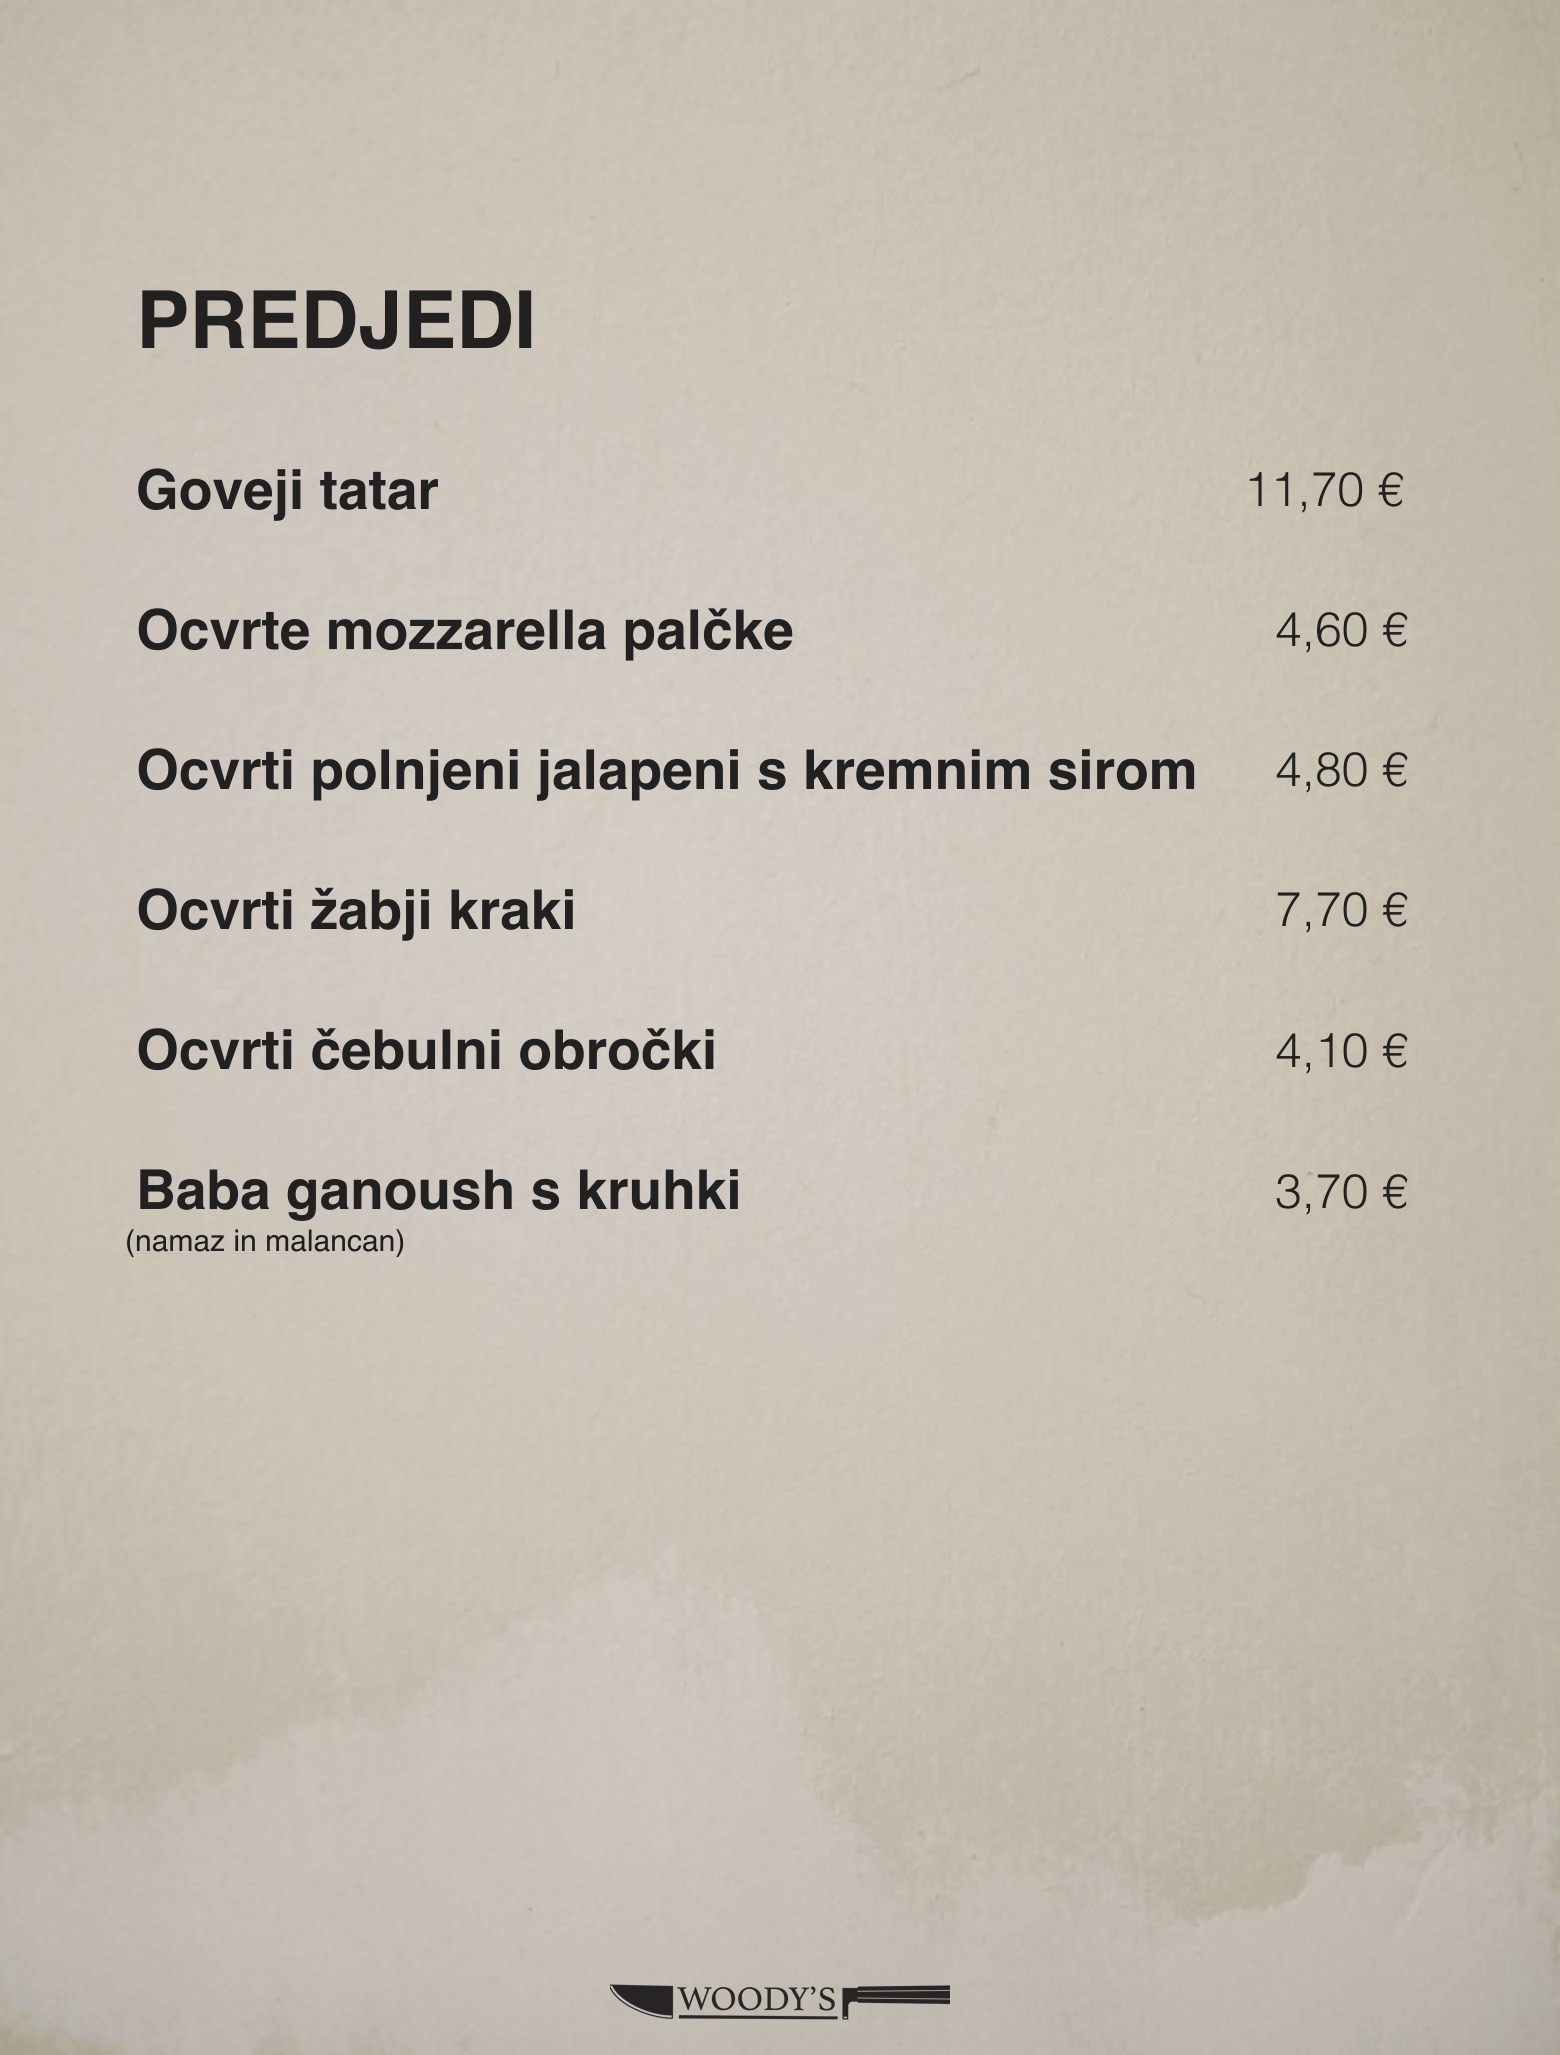 PREDJEDI
Goveji tatar 11,70 €
Ocvrte mozzarella palčke 4,60 €
Ocvrti polnjeni jalapeni s kremnim sirom 4,80 €
Ocvrti žabji kraki 7,70 €
Ocvrti čebulni obročki 4,10 €
Baba ganoush s kruhki 3,70 €
(namaz in malancan)
WOODY'S